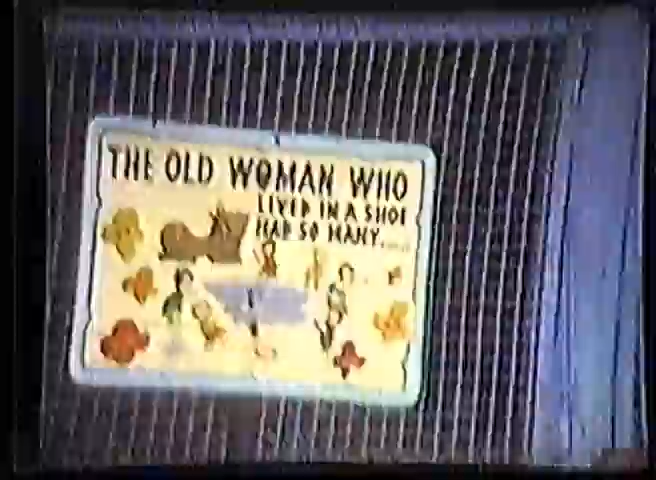 THE OLD WOMAN WHO
LIVED IN A SHOE
HAD SO MANY.....